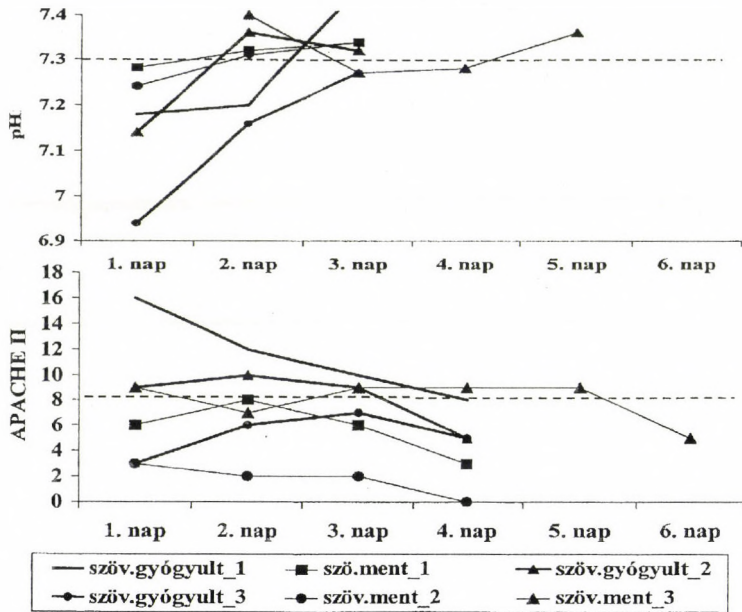 7.4
7.3
7.2
7.1
7
6.9
pH
1. nap 2. nap 3. nap 4. nap 5. nap 6. nap
18
16
14
12
10
8
6
4
2
0
APACHE II
1. nap 2. nap 3. nap 4. nap 5. nap 6. nap
szöv.gyógyult_1 szö.ment_1 szöv.gyógyult_2
szöv.gyógyult_3 szöv.ment_2 szöv.ment_3